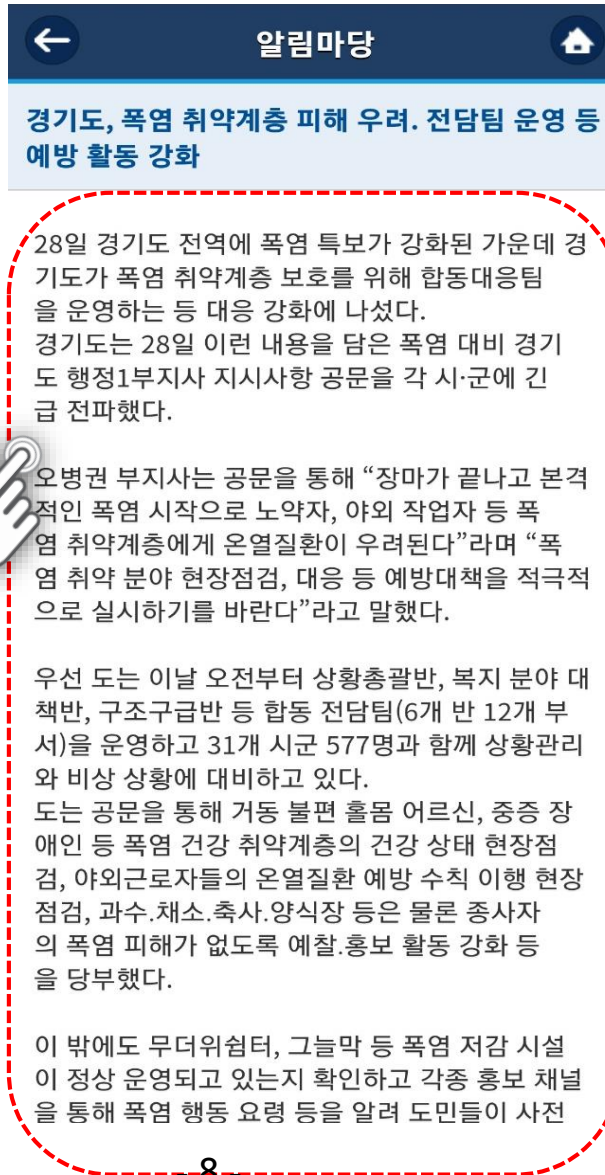 알림마당
경기도, 폭염 취약계층 피해 우려. 전담팀 운영 등
예방 활동 강화
28일 경기도 전역에 폭염 특보가 강화된 가운데 경
기도가 폭염 취약계층 보호를 위해 합동대응팀
을 운영하는 등 대응 강화에 나섰다.
경기도는 28일 이런 내용을 담은 폭염 대비 경기
도 행정1부지사 지시사항 공문을 각 시·군에 긴
급 전파했다.
오병권 부지사는 공문을 통해 “장마가 끝나고 본격
적인 폭염 시작으로 노약자, 야외 작업자 등 폭
염 취약계층에게 온열질환이 우려된다”라며 “폭
염 취약 분야 현장점검, 대응 등 예방대책을 적극적
으로 실시하기를 바란다”라고 말했다.
우선 도는 이날 오전부터 상황총괄반, 복지 분야 대
책반, 구조구급반 등 합동 전담팀(6개 반 12개 부
서)을 운영하고 31개 시군 577명과 함께 상황관리
와 비상 상황에 대비하고 있다.
도는 공문을 통해 거동 불편 홀몸 어르신, 중증 장
애인 등 폭염 건강 취약계층의 건강 상태 현장점
검, 야외근로자들의 온열질환 예방 수칙 이행 현장
점검, 과수.채소.축사.양식장 등은 물론 종사자
의 폭염 피해가 없도록 예찰.홍보 활동 강화 등
을 당부했다.
이 밖에도 무더위쉼터, 그늘막 등 폭염 저감 시설
이 정상 운영되고 있는지 확인하고 각종 홍보 채널
을 통해 폭염 행동 요령 등을 알려 도민들이 사전
- 8 -